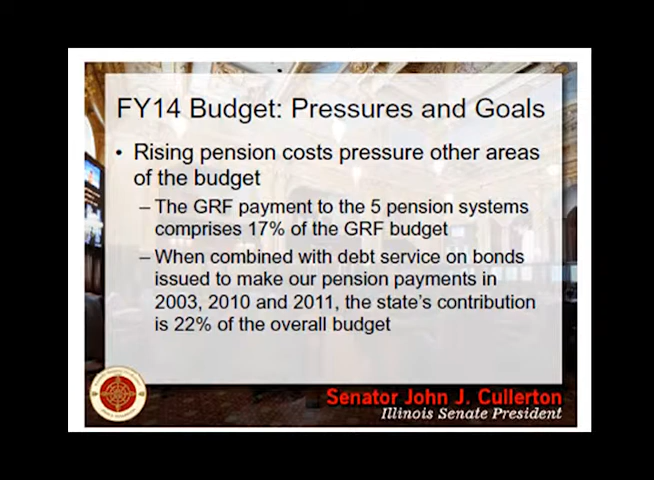 FY14 Budget: Pressures and Goals
• Rising pension costs pressure other areas
of the budget
– The GRF payment to the 5 pension systems
comprises 17% of the GRF budget
– When combined with debt service on bonds
issued to make our pension payments in
2003, 2010 and 2011, the state's contribution
is 22% of the overall budget
Senator John J. Cullerton
Illinois Senate President